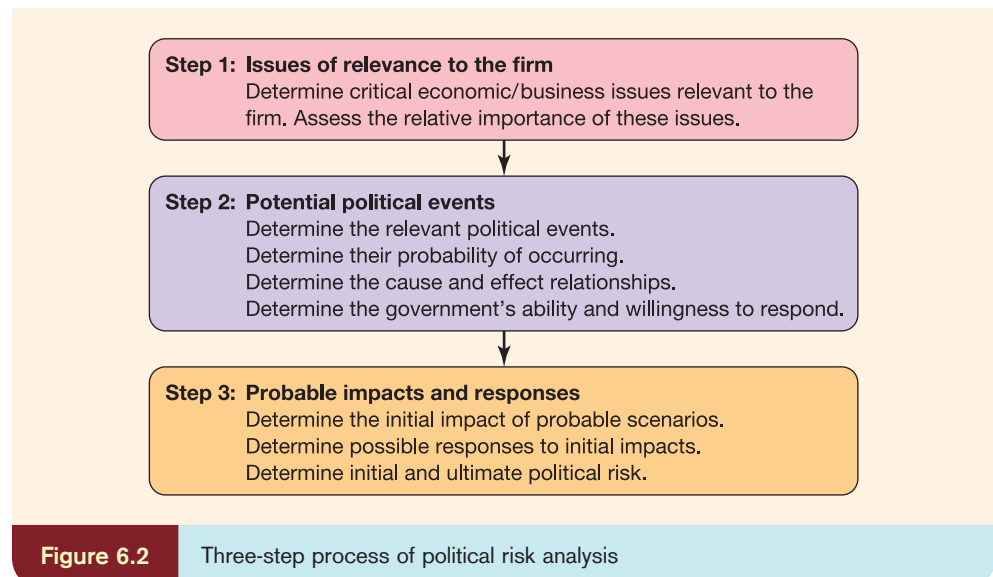 Step 1: Issues of relevance to the firm
Determine critical economic/business issues relevant to the
firm. Assess the relative importance of these issues.
Step 2: Potential political events
Determine the relevant political events.
Determine their probability of occurring.
Determine the cause and effect relationships.
Determine the government's ability and willingness to respond.
Step 3: Probable impacts and responses
Determine the initial impact of probable scenarios.
Determine possible responses to initial impacts.
Determine initial and ultimate political risk.
Figure 6.2 Three-step process of political risk analysis